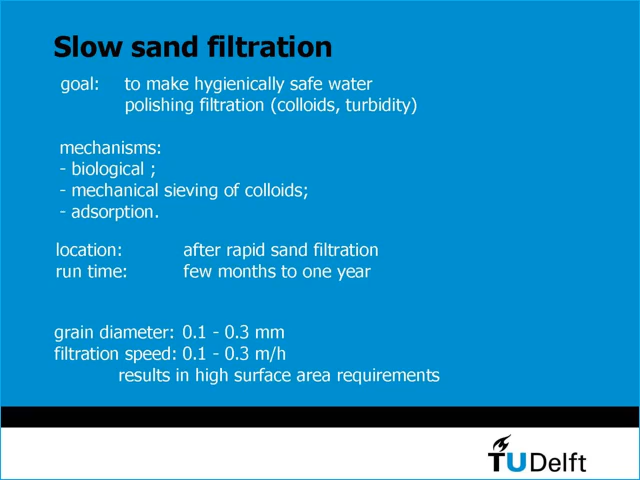 Slow sand filtration
goal: to make hygienically safe water
polishing filtration (colloids, turbidity)
mechanisms:
- biological ;
- mechanical sieving of colloids;
- adsorption.
location: after rapid sand filtration
run time: few months to one year
grain diameter: 0.1 - 0.3 mm
filtration speed: 0.1 - 0.3 m/h
results in high surface area requirements
TUDelft